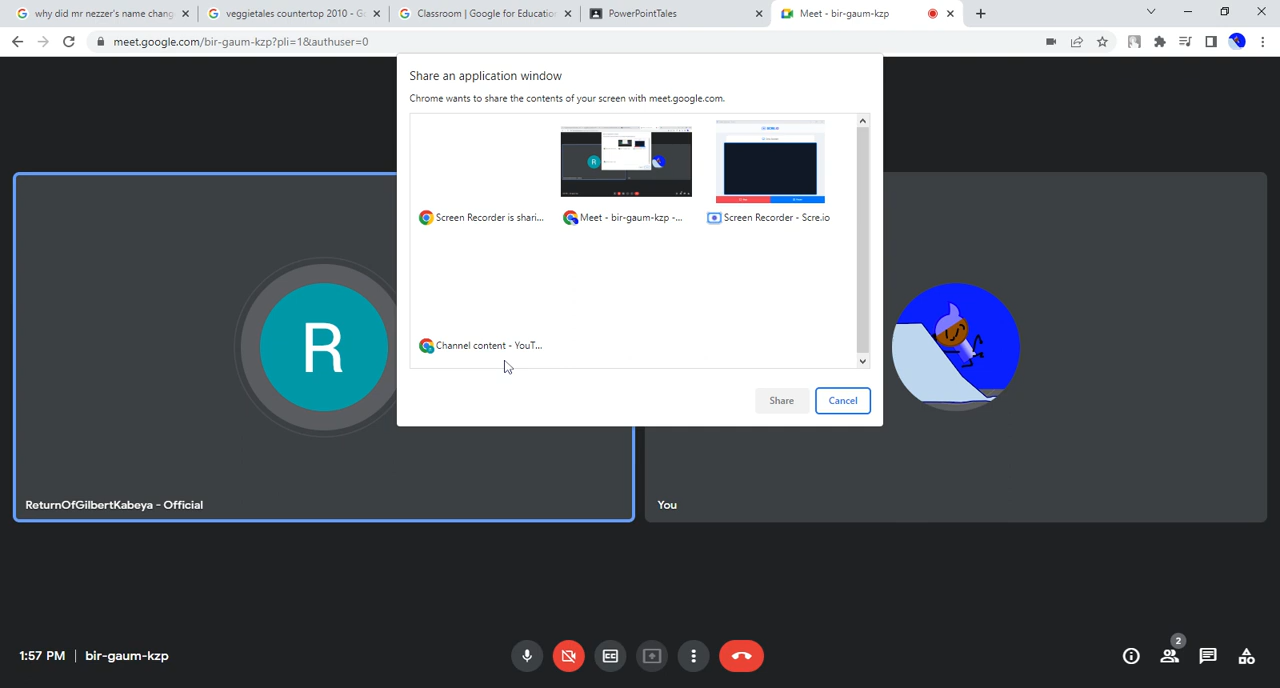 why did mr nezzer's name chang
veggietales countertop 2010 - G
Classroom | Google for Education
PowerPointTales
Meet - bir-gaum-kzp
meet.google.com/bir-gaum-kzp?pli=1&authuser=0
Share an application window
Chrome wants to share the contents of your screen with meet.google.com.
Screen Recorder is shari...
Meet - bir-gaum-kzp -...
Screen Recorder - Scre.io
Channel content - YouT...
Share
Cancel
R
ReturnOfGilbertKabeya - Official
You
1:57 PM | bir-gaum-kzp
2